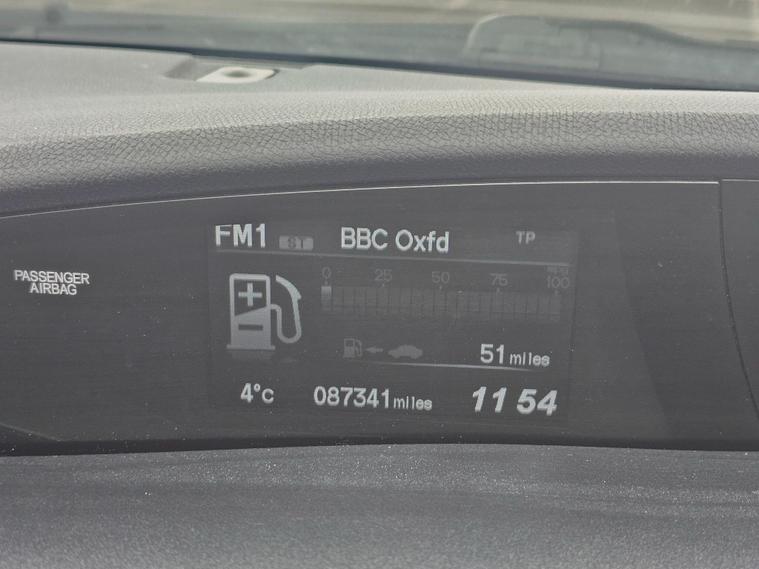 FM1 ST BBC Oxfd TP
PASSENGER
AIRBAG
0 25 50 75 100
51 miles
4°c 087341 miles 11 54